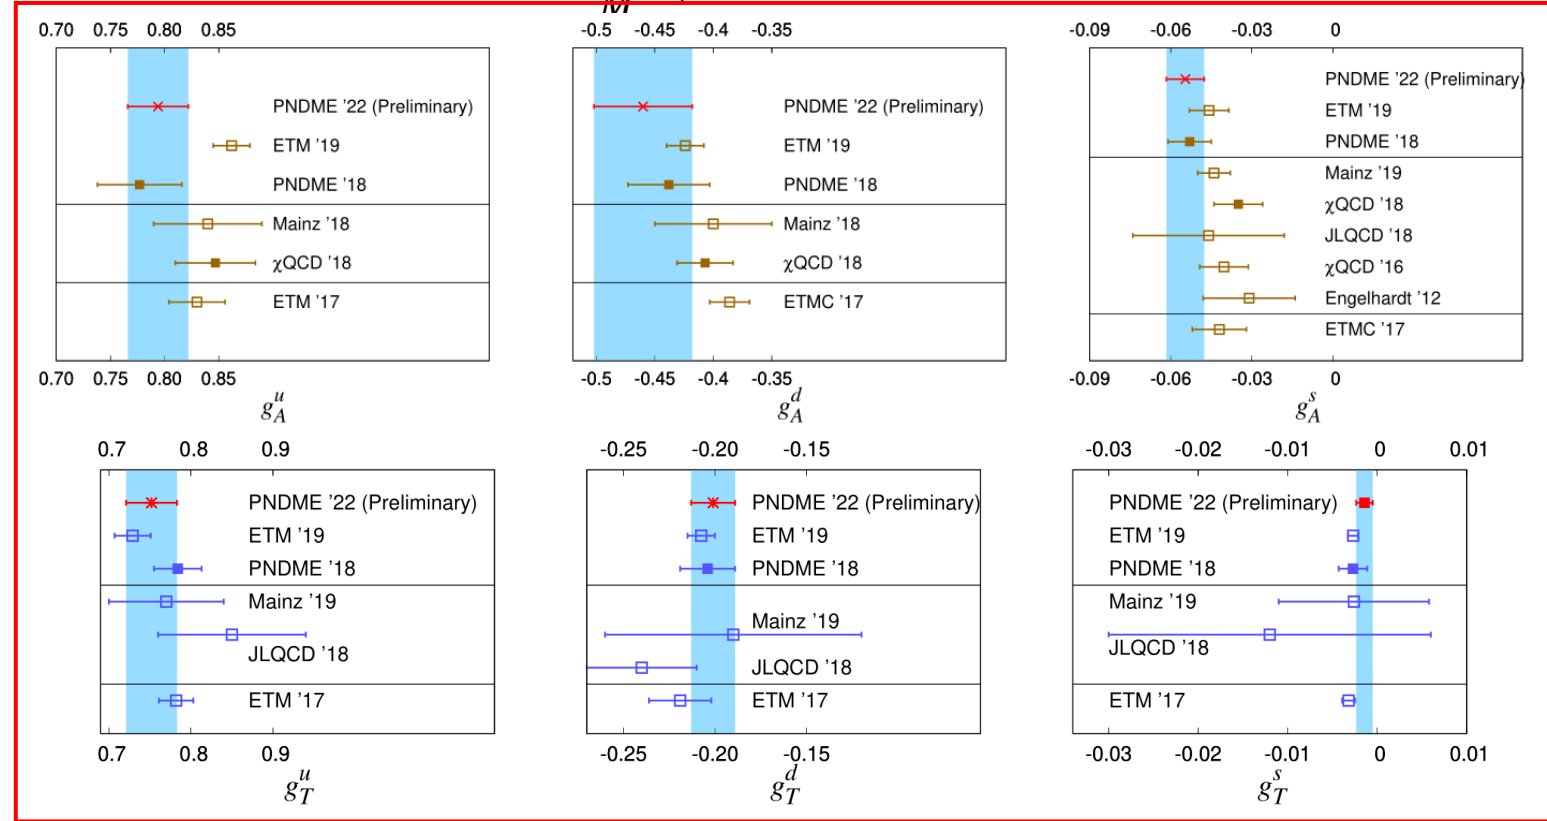 M
0.70 0.75 0.80 0.85
PNDME '22 (Preliminary)
ETM '19
PNDME '18
Mainz '18
χQCD '18
ETM '17
0.70 0.75 0.80 0.85
g_A^u
-0.5 -0.45 -0.4 -0.35
PNDME '22 (Preliminary)
ETM '19
PNDME '18
Mainz '18
χQCD '18
ETMC '17
-0.5 -0.45 -0.4 -0.35
g_A^d
-0.09 -0.06 -0.03 0
PNDME '22 (Preliminary)
ETM '19
PNDME '18
Mainz '19
χQCD '18
JLQCD '18
χQCD '16
Engelhardt '12
ETMC '17
-0.09 -0.06 -0.03 0
g_A^s
0.7 0.8 0.9
PNDME '22 (Preliminary)
ETM '19
PNDME '18
Mainz '19
JLQCD '18
ETM '17
0.7 0.8 0.9
g_T^u
-0.25 -0.20 -0.15
PNDME '22 (Preliminary)
ETM '19
PNDME '18
Mainz '19
JLQCD '18
ETM '17
-0.25 -0.20 -0.15
g_T^d
-0.03 -0.02 -0.01 0 0.01
PNDME '22 (Preliminary)
ETM '19
PNDME '18
Mainz '19
JLQCD '18
ETM '17
-0.03 -0.02 -0.01 0 0.01
g_T^s